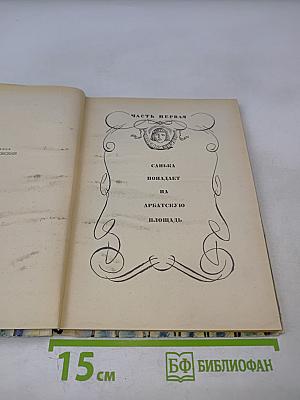 ЧАСТЬ ПЕРВАЯ
САНЬКА
ПОПАДАЕТ
НА
АРБАТСКУЮ
ПЛОЩАДЬ
15 см
БФ БИБЛИОФАН